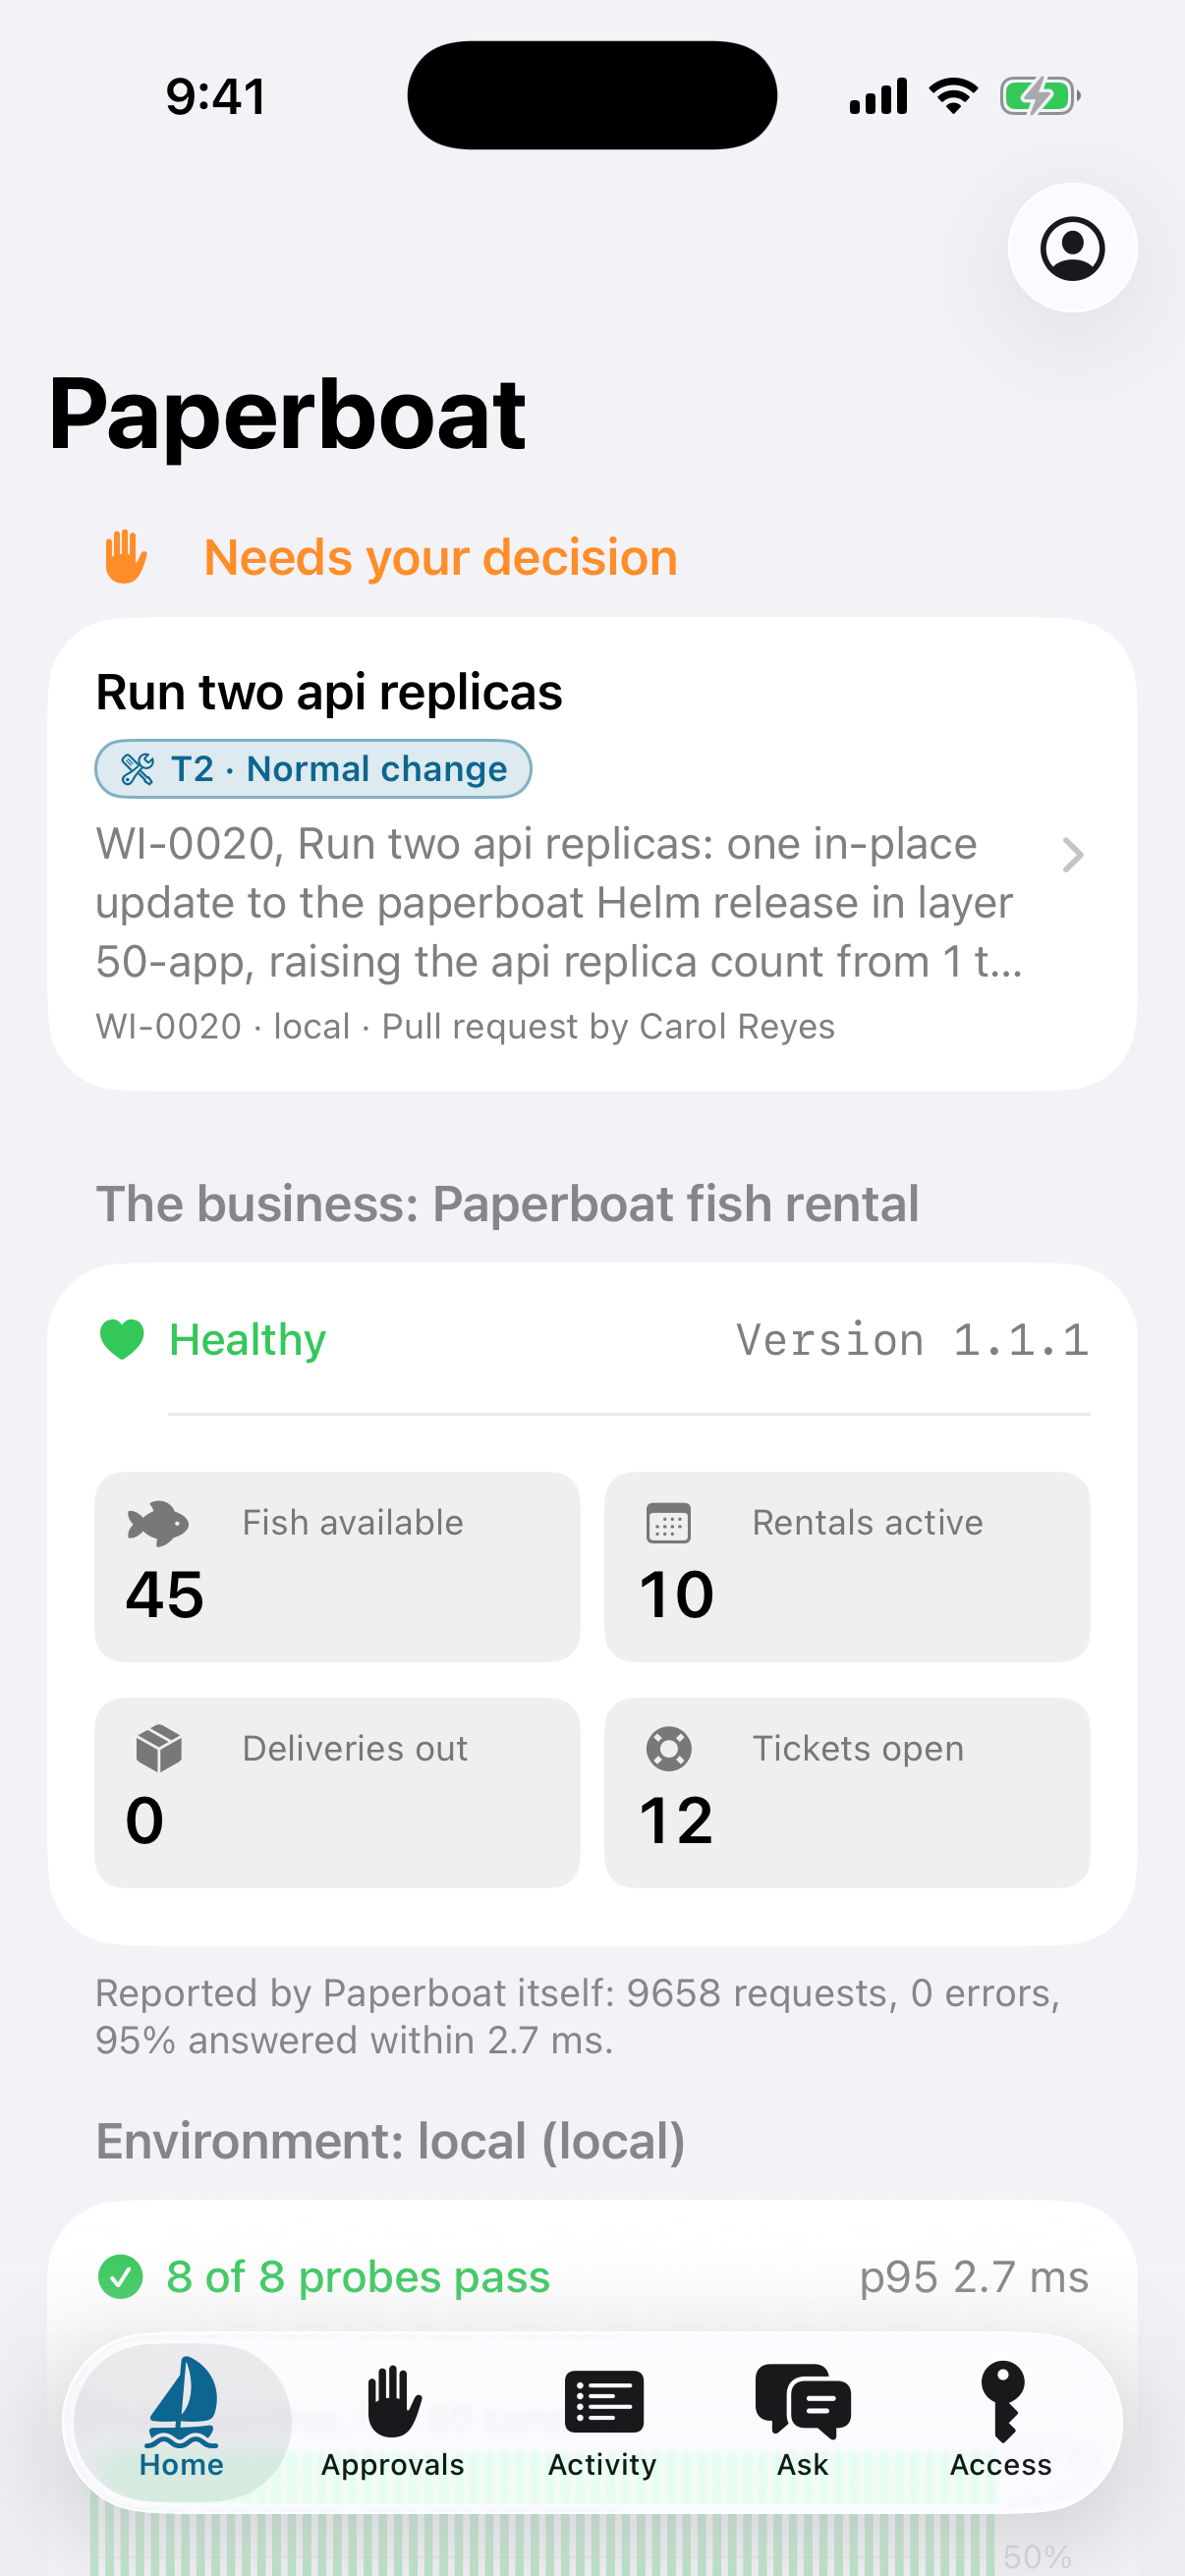 9:41
Paperboat
Needs your decision
Run two api replicas
T2 · Normal change
WI-0020, Run two api replicas: one in-place
update to the paperboat Helm release in layer
50-app, raising the api replica count from 1 t...
WI-0020 · local · Pull request by Carol Reyes
The business: Paperboat fish rental
Healthy
Version 1.1.1
Fish available
45
Rentals active
10
Deliveries out
0
Tickets open
12
Reported by Paperboat itself: 9658 requests, 0 errors,
95% answered within 2.7 ms.
Environment: local (local)
8 of 8 probes pass
p95 2.7 ms
Home
Approvals
Activity
Ask
Access
50%